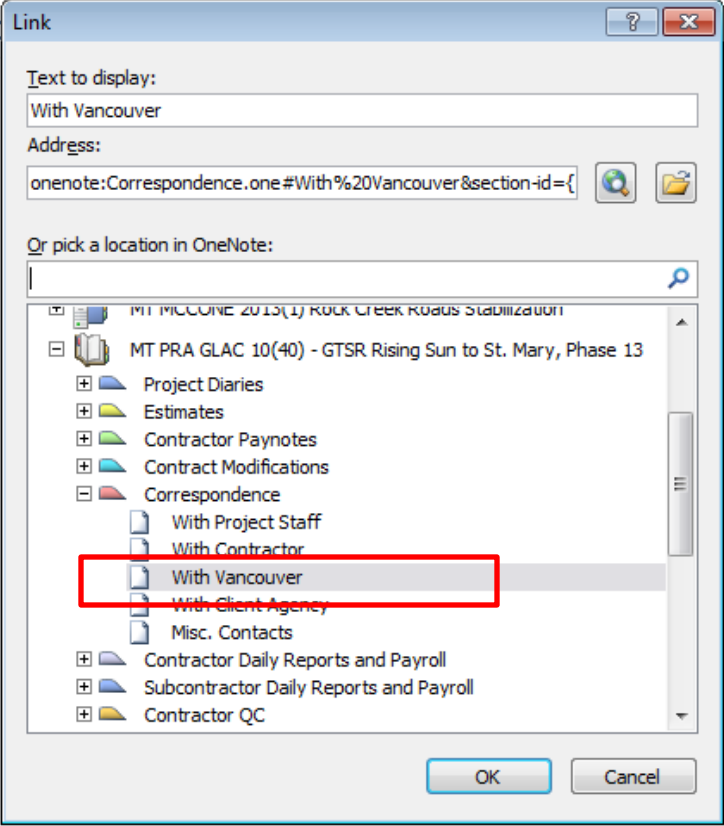 Link
Text to display:
With Vancouver
Address:
onenote:Correspondence.one#With%20Vancouver&section-id={
Or pick a location in OneNote:
MT MCCONE 2013(1) Rock Creek Roads Stabilization
MT PRA GLAC 10(40) - GTSR Rising Sun to St. Mary, Phase 13
Project Diaries
Estimates
Contractor Paynotes
Contract Modifications
Correspondence
With Project Staff
With Contractor
With Vancouver
With Client Agency
Misc. Contacts
Contractor Daily Reports and Payroll
Subcontractor Daily Reports and Payroll
Contractor QC
OK Cancel